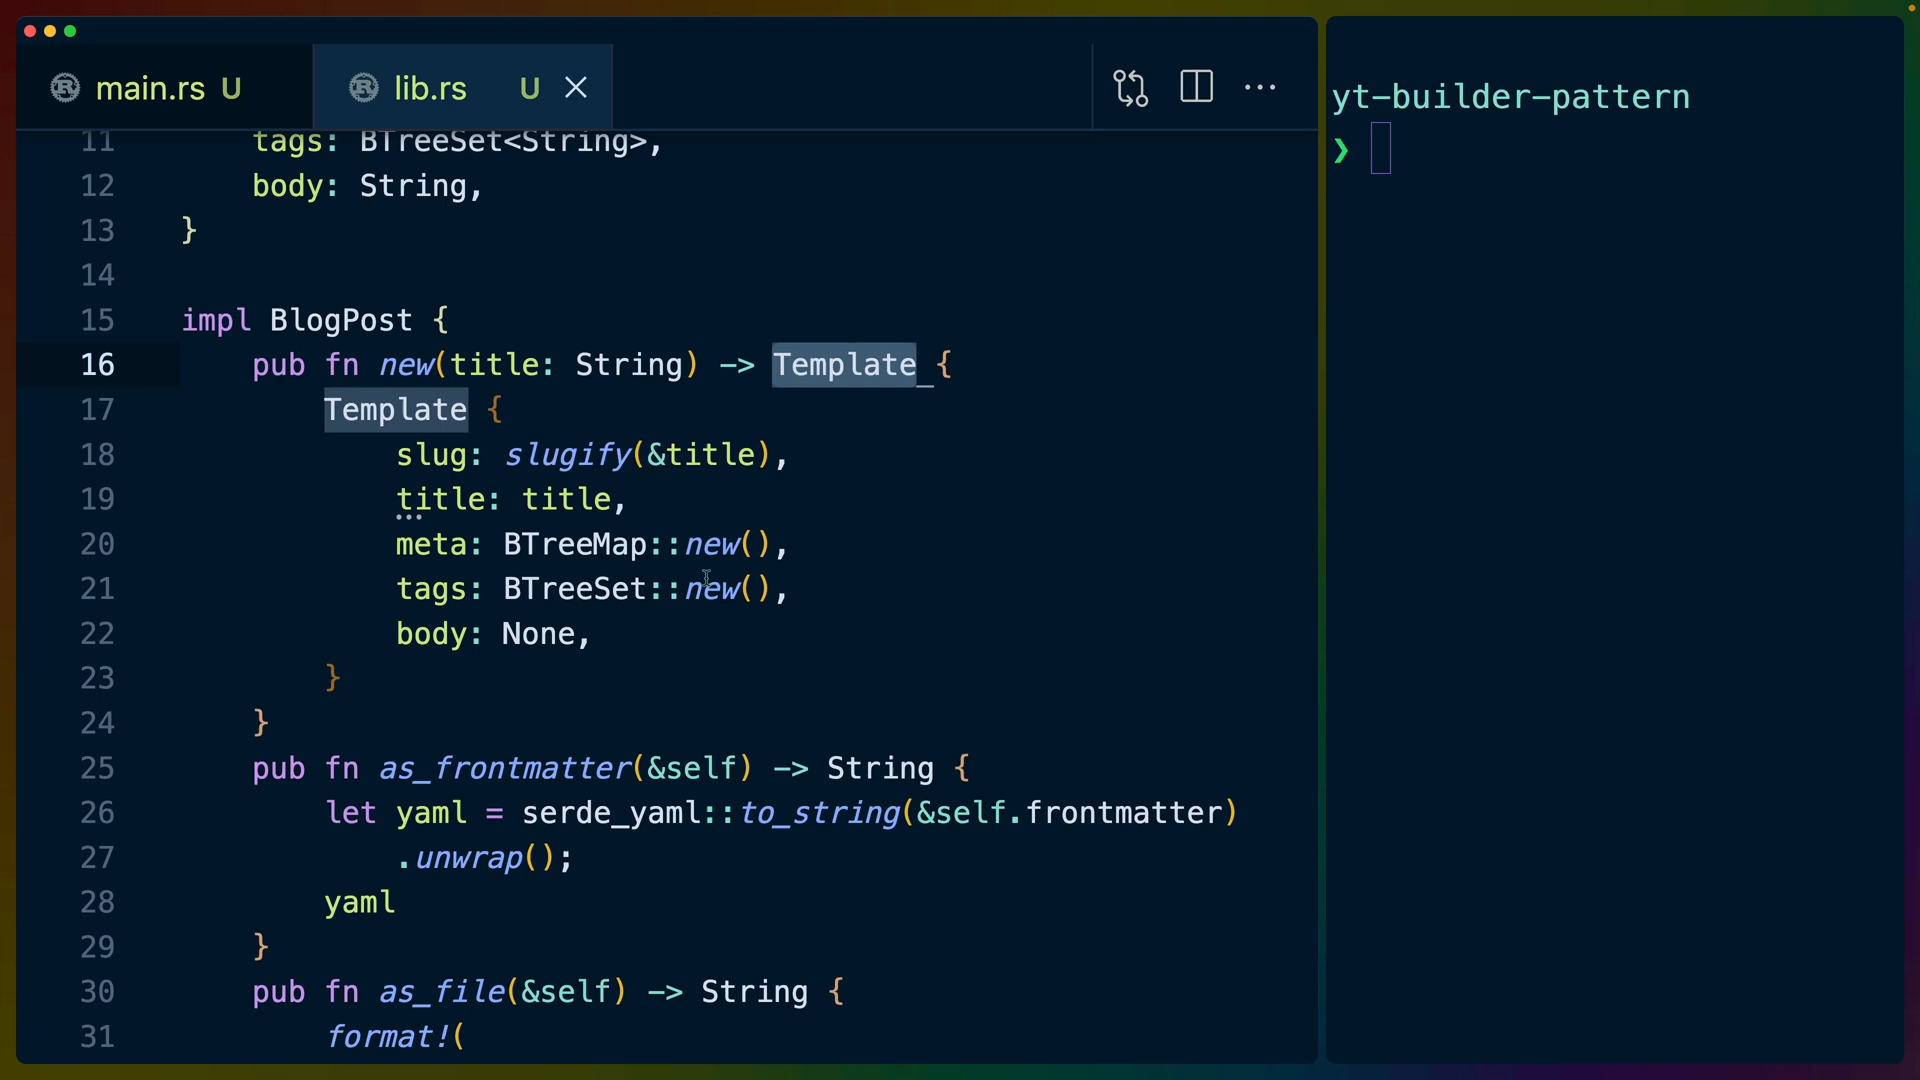 main.rs U
lib.rs U
yt-builder-pattern
❯
11 tags: BTreeSet<String>,
12 body: String,
13 }
14
15 impl BlogPost {
16 pub fn new(title: String) -> Template {
17 Template {
18 slug: slugify(&title),
19 title: title,
20 meta: BTreeMap::new(),
21 tags: BTreeSet::new(),
22 body: None,
23 }
24 }
25 pub fn as_frontmatter(&self) -> String {
26 let yaml = serde_yaml::to_string(&self.frontmatter)
27 .unwrap();
28 yaml
29 }
30 pub fn as_file(&self) -> String {
31 format!(